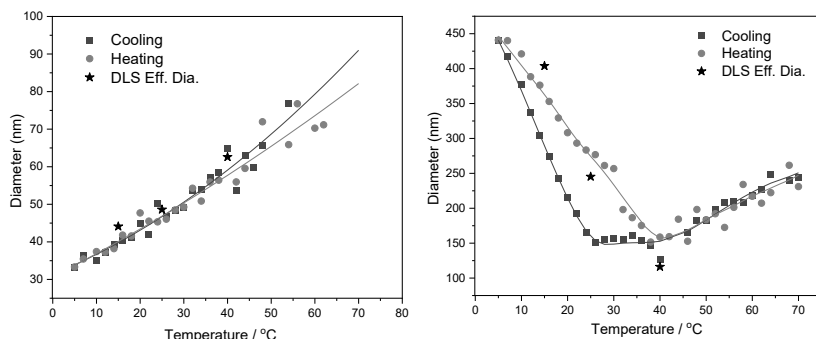 100
90
80
70
60
50
40
30
Diameter (nm)
Cooling
Heating
DLS Eff. Dia.
0 10 20 30 40 50 60 70 80
Temperature / °C
450
400
350
300
250
200
150
100
50
Diameter (nm)
Cooling
Heating
DLS Eff. Dia.
0 10 20 30 40 50 60 70
Temperature / °C